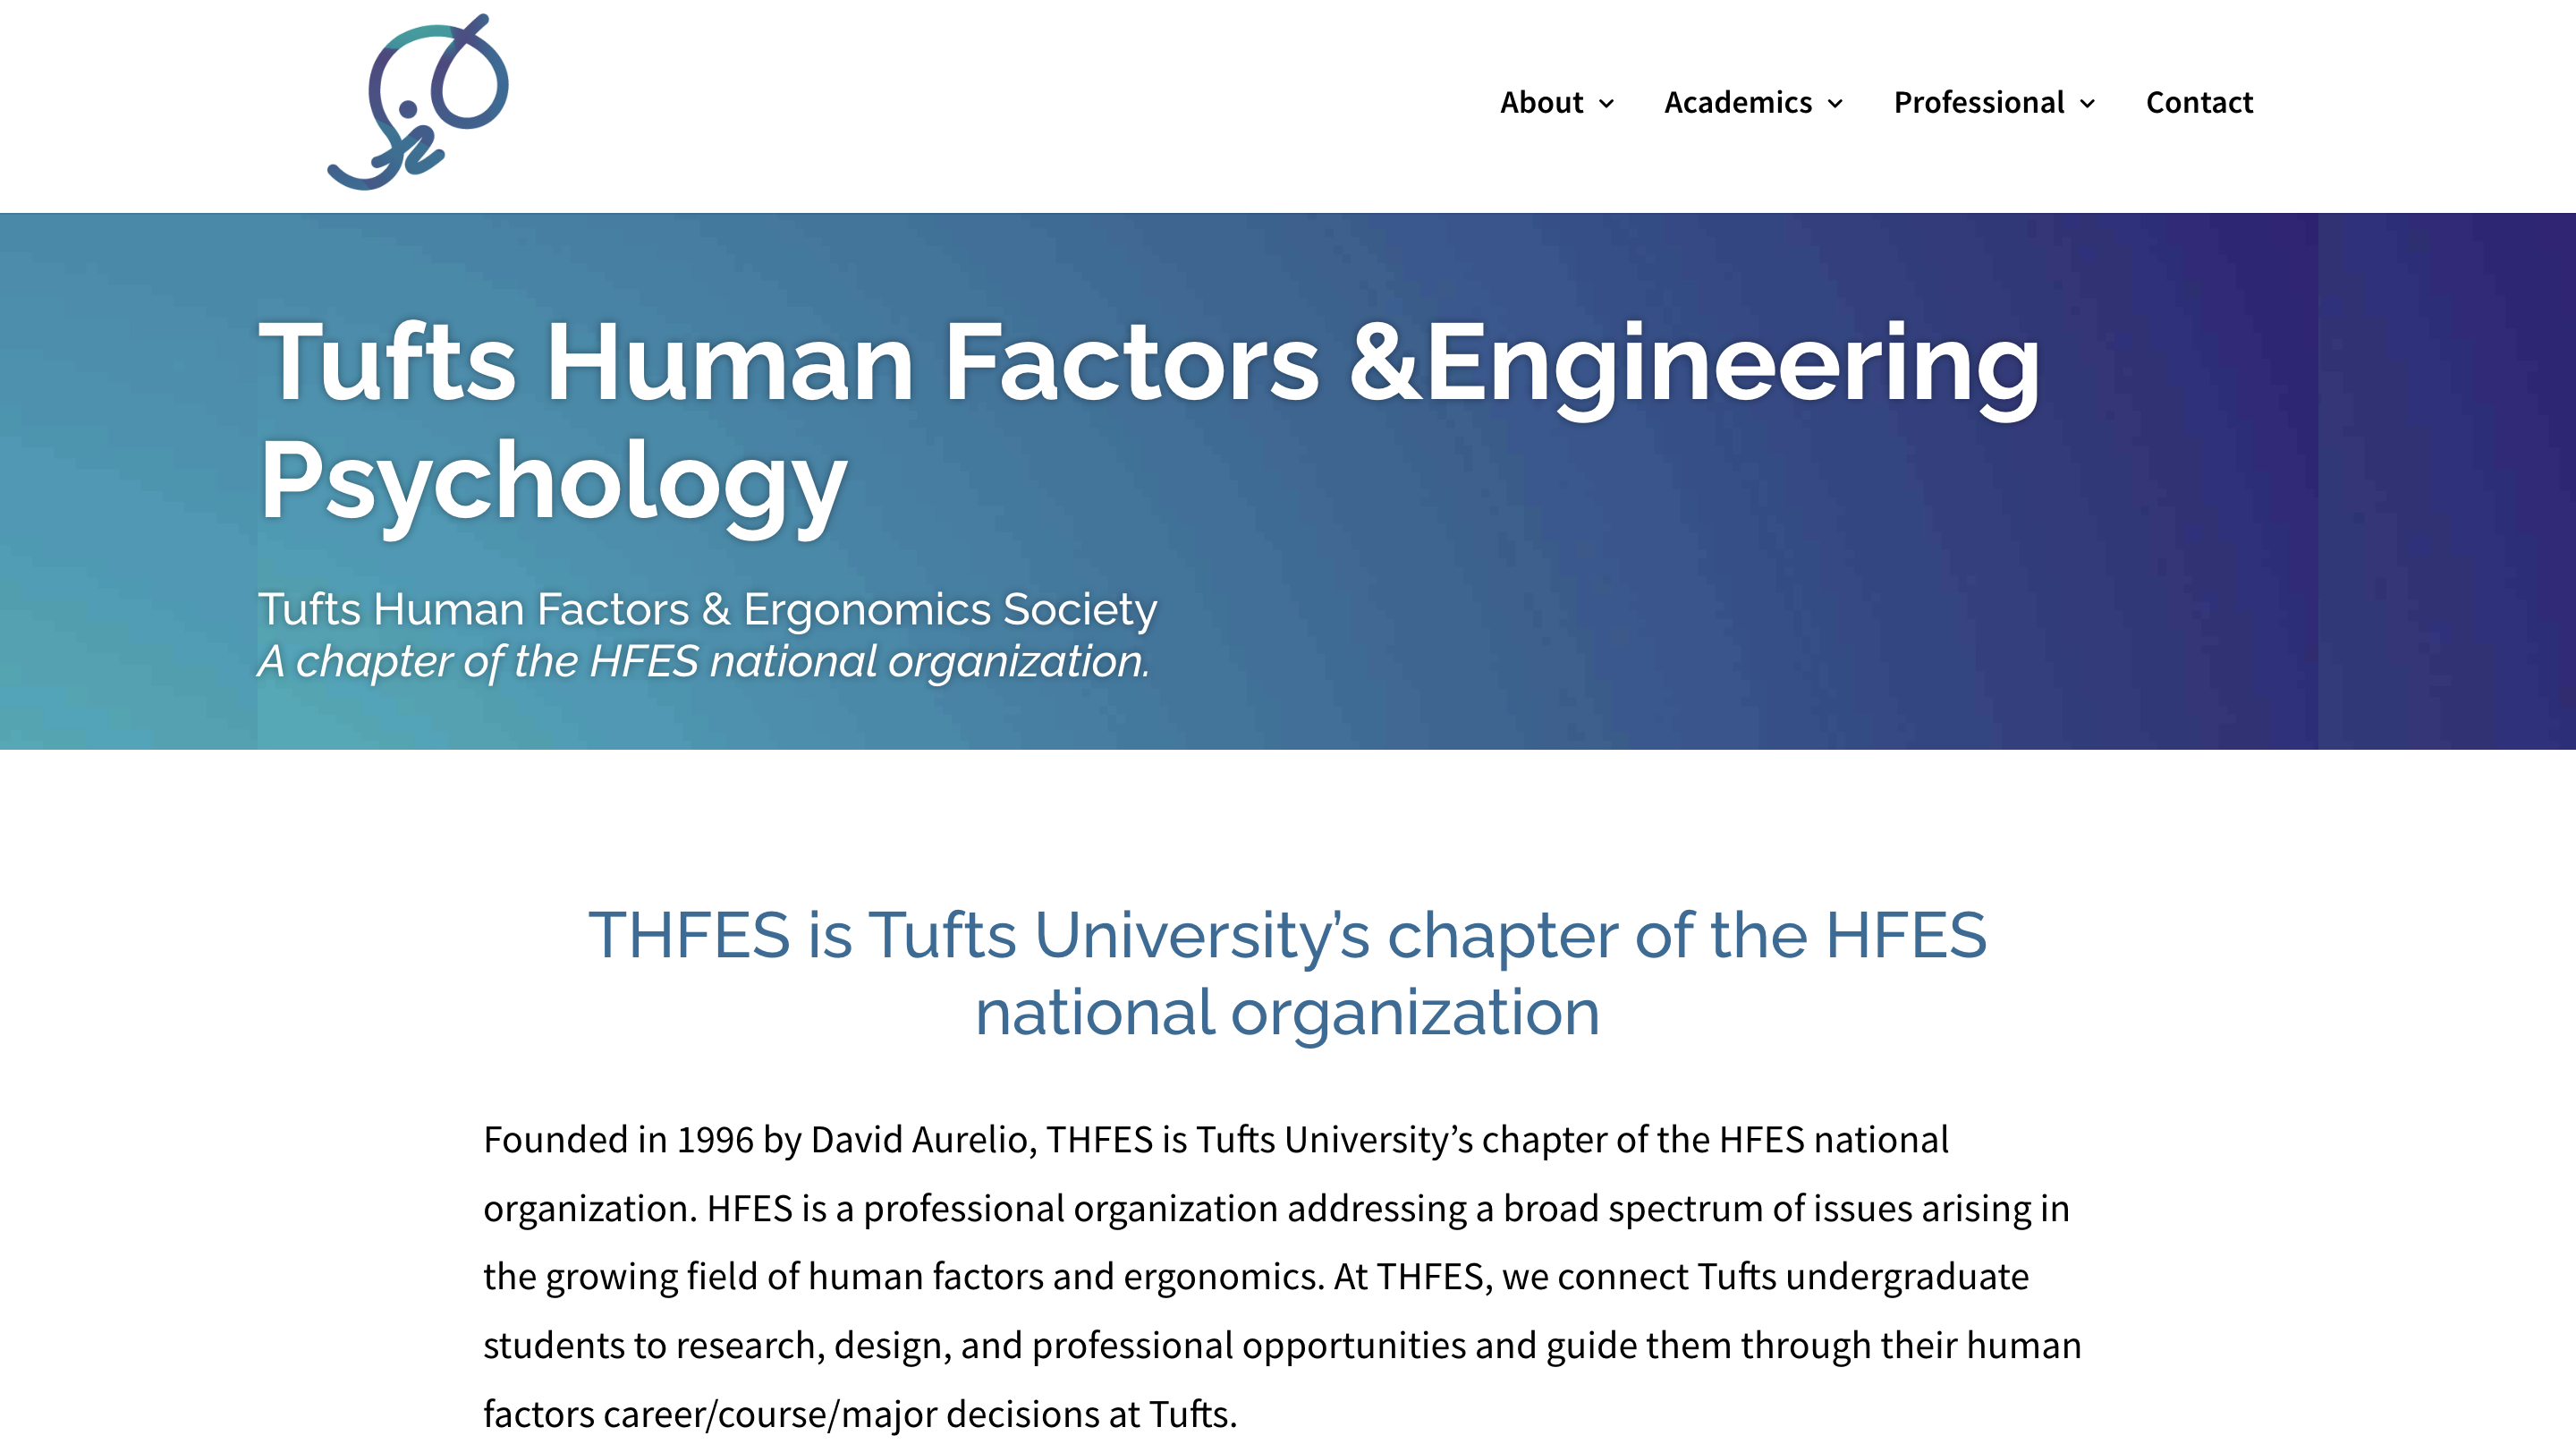 About
Academics
Professional
Contact
Tufts Human Factors &Engineering
Psychology
Tufts Human Factors & Ergonomics Society
A chapter of the HFES national organization.
THFES is Tufts University’s chapter of the HFES
national organization
Founded in 1996 by David Aurelio, THFES is Tufts University’s chapter of the HFES national
organization. HFES is a professional organization addressing a broad spectrum of issues arising in
the growing field of human factors and ergonomics. At THFES, we connect Tufts undergraduate
students to research, design, and professional opportunities and guide them through their human
factors career/course/major decisions at Tufts.